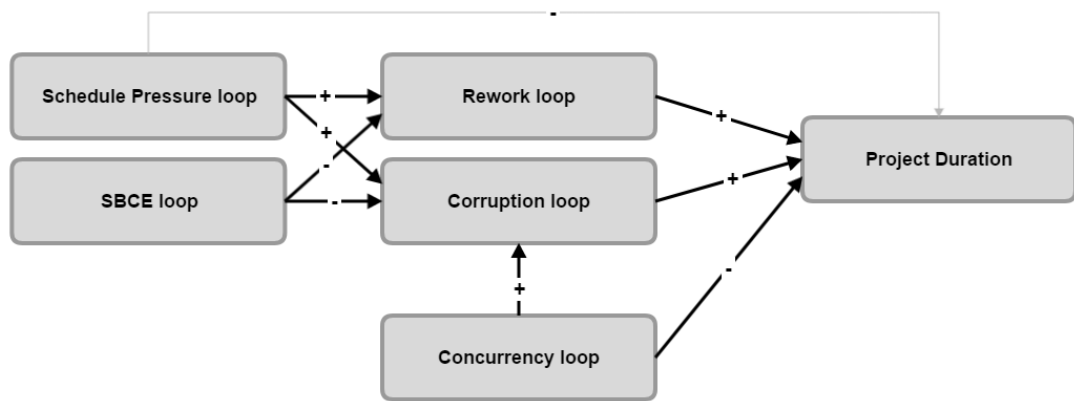 -
Schedule Pressure loop
+
Rework loop
+
+
-
Project Duration
SBCE loop
-
Corruption loop
+
+
-
Concurrency loop